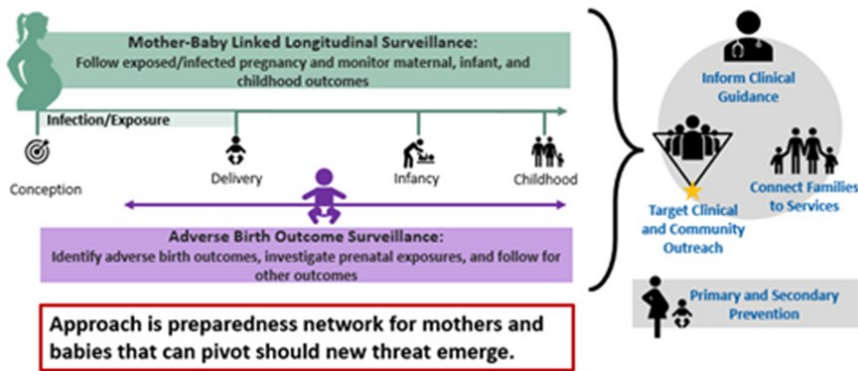 Mother-Baby Linked Longitudinal Surveillance:
Follow exposed/infected pregnancy and monitor maternal, infant, and
childhood outcomes
Infection/Exposure
Conception
Delivery
Infancy
Childhood
Adverse Birth Outcome Surveillance:
Identify adverse birth outcomes, investigate prenatal exposures, and follow for
other outcomes
Approach is preparedness network for mothers and
babies that can pivot should new threat emerge.
Inform Clinical
Guidance
Connect Families
to Services
Target Clinical
and Community
Outreach
Primary and Secondary
Prevention